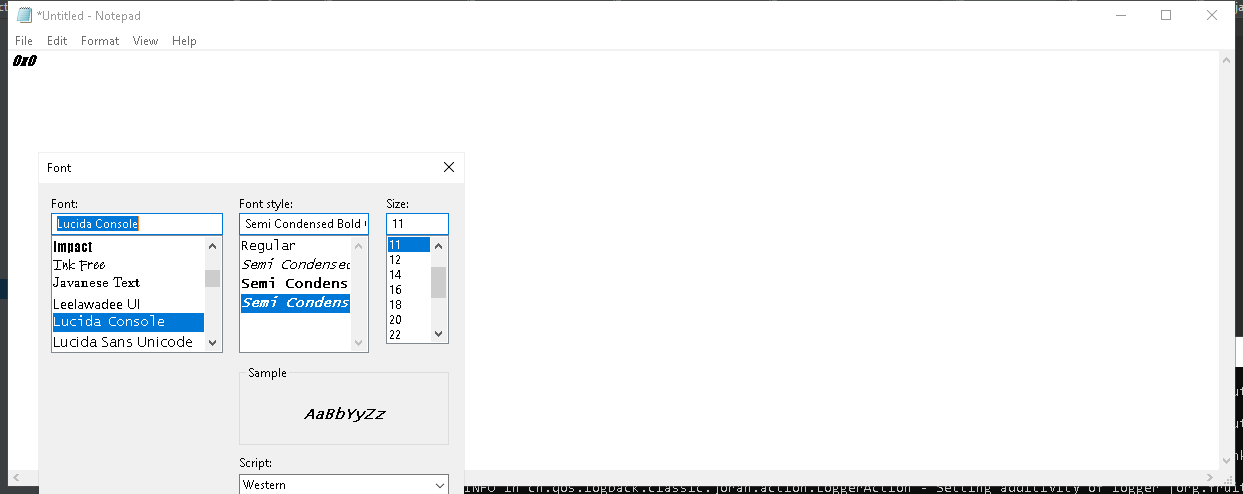 *Untitled - Notepad
File Edit Format View Help
0x0
Font
Font: Font style: Size:
Lucida Console Semi Condensed Bold 11
Impact Regular 11
Ink Free Semi Condensed 12
Javanese Text Semi Condens 14
Leelawadee UI Semi Condens 16
Lucida Console 18
Lucida Sans Unicode 20
22
Sample
AaBbYyZz
Script:
Western
INFO in ch.qos.logback.classic.joran.action.LoggerAction - Setting additivity of logger